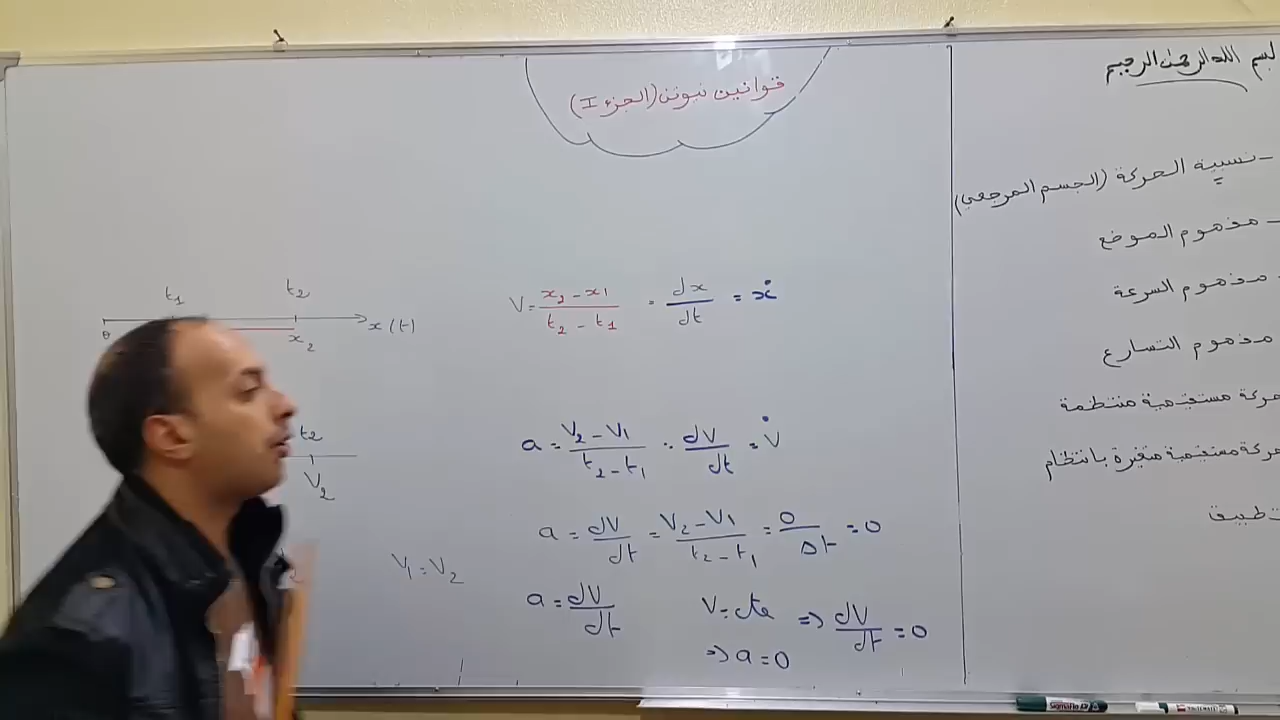 بسم الله الرحمن الرحيم
قوانين نيوتن (الجزء I)
- نسبية الحركة (الجسم المرجعي)
- مفهوم الموضع
مفهوم السرعة
مفهوم التسارع
حركة مستقيمية منتظمة
حركة مستقيمية متغيرة بانتظام
تطبيق
t₁ t₂
0 x₂ x(t)
t₂
V₂
V₁ = V₂
V = (x₂ - x₁)/(t₂ - t₁) = dx/dt = ẋ
a = (V₂ - V₁)/(t₂ - t₁) = dV/dt = V̇
a = dV/dt = (V₂ - V₁)/(t₂ - t₁) = 0/Δt = 0
a = dV/dt V = cte ⇒ dV/dt = 0
⇒ a = 0